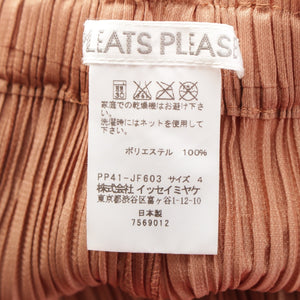 PLEATS PLEASE
家庭での乾燥機はお避け下さい。
洗濯時にはネットを使用して下さい。
ポリエステル 100%
PP41-JF603 サイズ 4
株式会社 イッセイミヤケ
東京都渋谷区富ヶ谷1-12-10
日本製
7569012